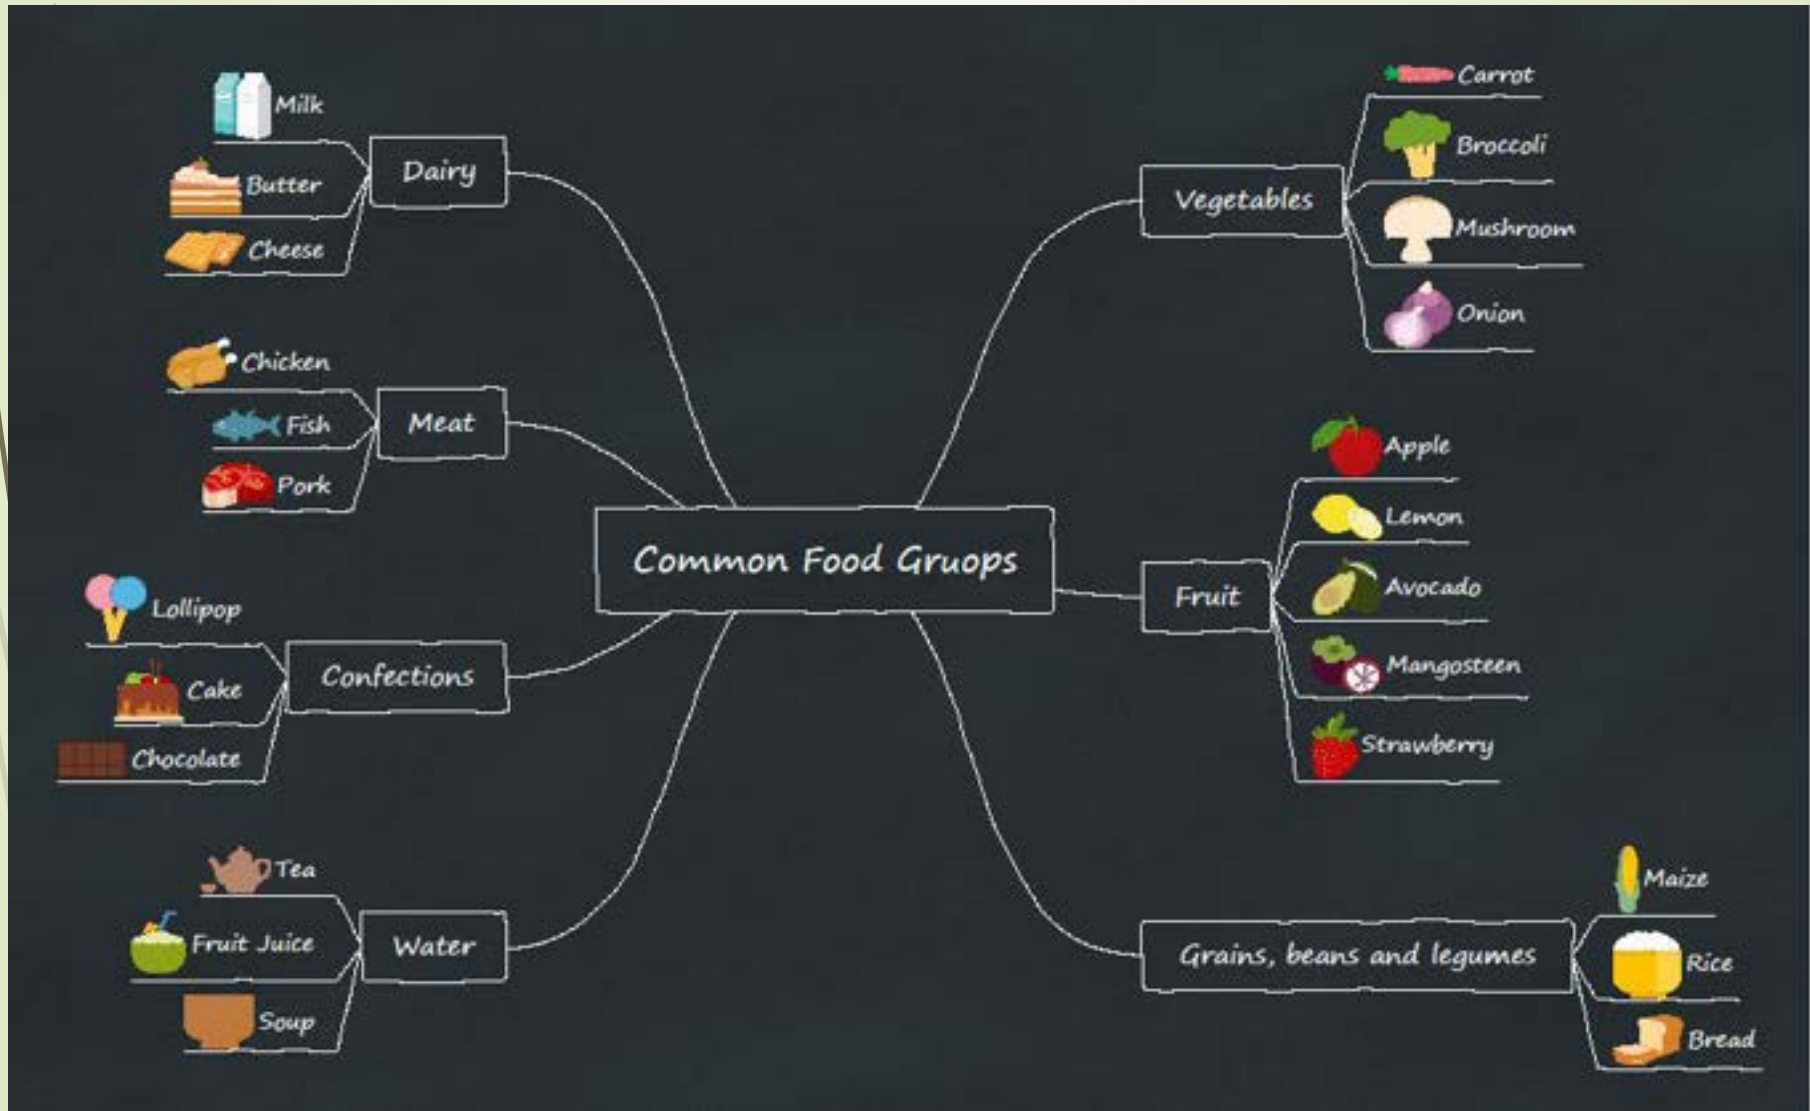 Common Food Gruops
Dairy
Milk
Butter
Cheese
Meat
Chicken
Fish
Pork
Confections
Lollipop
Cake
Chocolate
Water
Tea
Fruit Juice
Soup
Vegetables
Carrot
Broccoli
Mushroom
Onion
Fruit
Apple
Lemon
Avocado
Mangosteen
Strawberry
Grains, beans and legumes
Maize
Rice
Bread